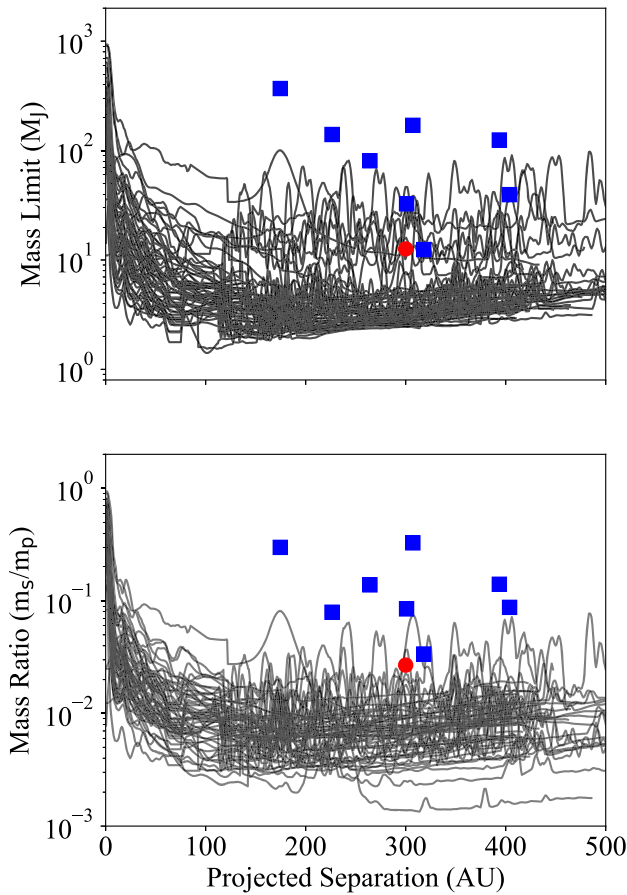 10³
10²
10¹
10⁰
Mass Limit (M_J)
10⁰
10⁻¹
10⁻²
10⁻³
Mass Ratio (m_s/m_p)
0 100 200 300 400 500
Projected Separation (AU)